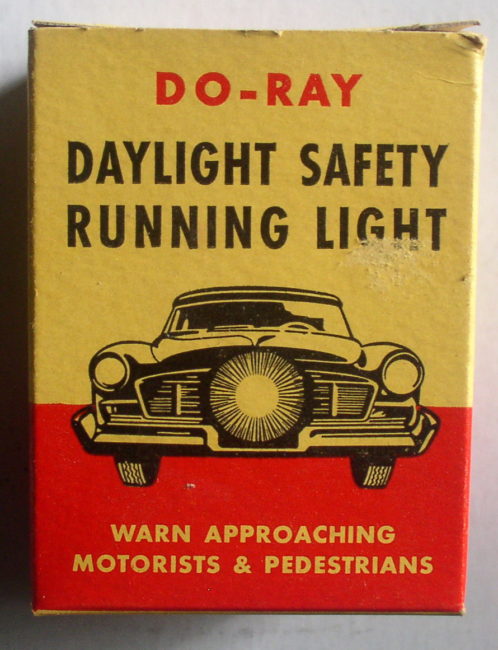 DO-RAY
DAYLIGHT SAFETY
RUNNING LIGHT
WARN APPROACHING
MOTORISTS & PEDESTRIANS